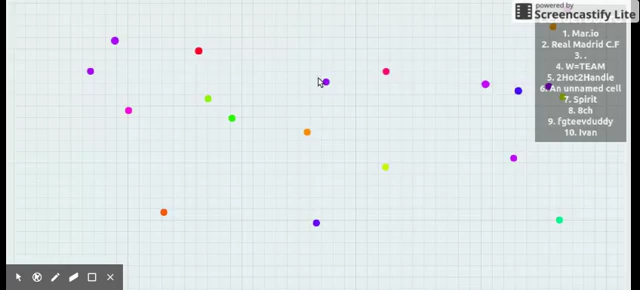 powered by
Screencastify Lite
1. Mar.io
2. Real Madrid C.F
3. .
4. W=TEAM
5. 2Hot2Handle
6. An unnamed cell
7. Spirit
8. 8ch
9. fgteevduddy
10. Ivan